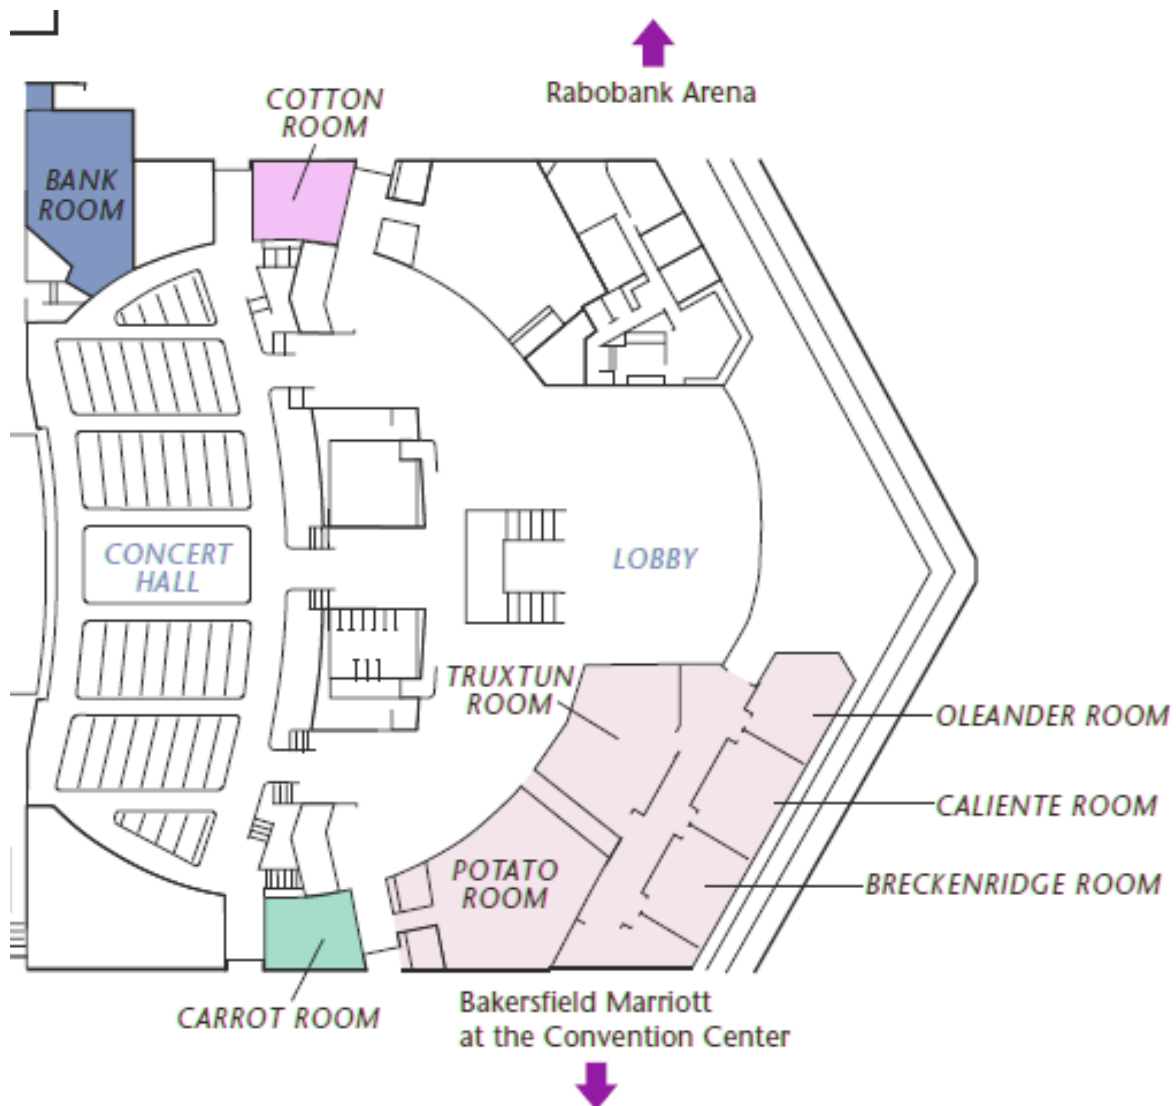 Rabobank Arena
COTTON
ROOM
BANK
ROOM
CONCERT
HALL
LOBBY
TRUXTUN
ROOM
OLEANDER ROOM
CALIENTE ROOM
POTATO
ROOM
BRECKENRIDGE ROOM
CARROT ROOM
Bakersfield Marriott
at the Convention Center